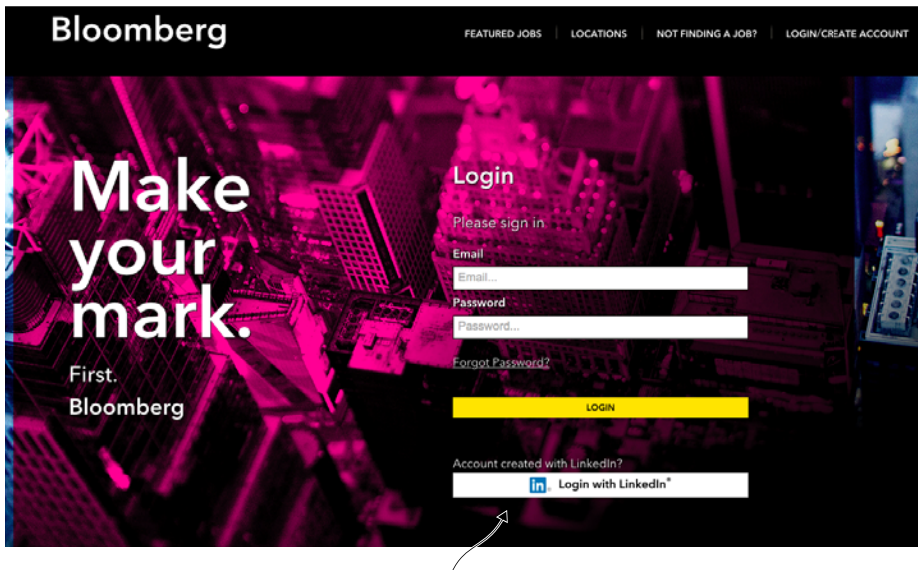 Bloomberg
FEATURED JOBS | LOCATIONS | NOT FINDING A JOB? | LOGIN/CREATE ACCOUNT
Make
your
mark.
First.
Bloomberg
Login
Please sign in
Email
Email...
Password
Password...
Forgot Password?
LOGIN
Account created with LinkedIn?
in® Login with LinkedIn®